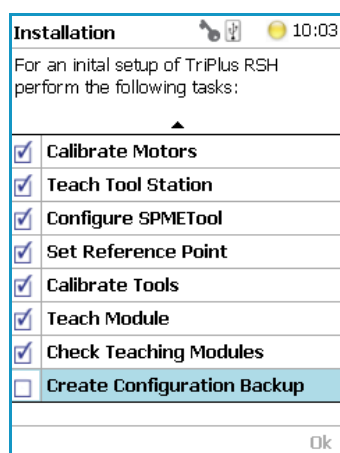 Installation 10:03
For an inital setup of TriPlus RSH
perform the following tasks:
Calibrate Motors
Teach Tool Station
Configure SPMETool
Set Reference Point
Calibrate Tools
Teach Module
Check Teaching Modules
Create Configuration Backup
Ok